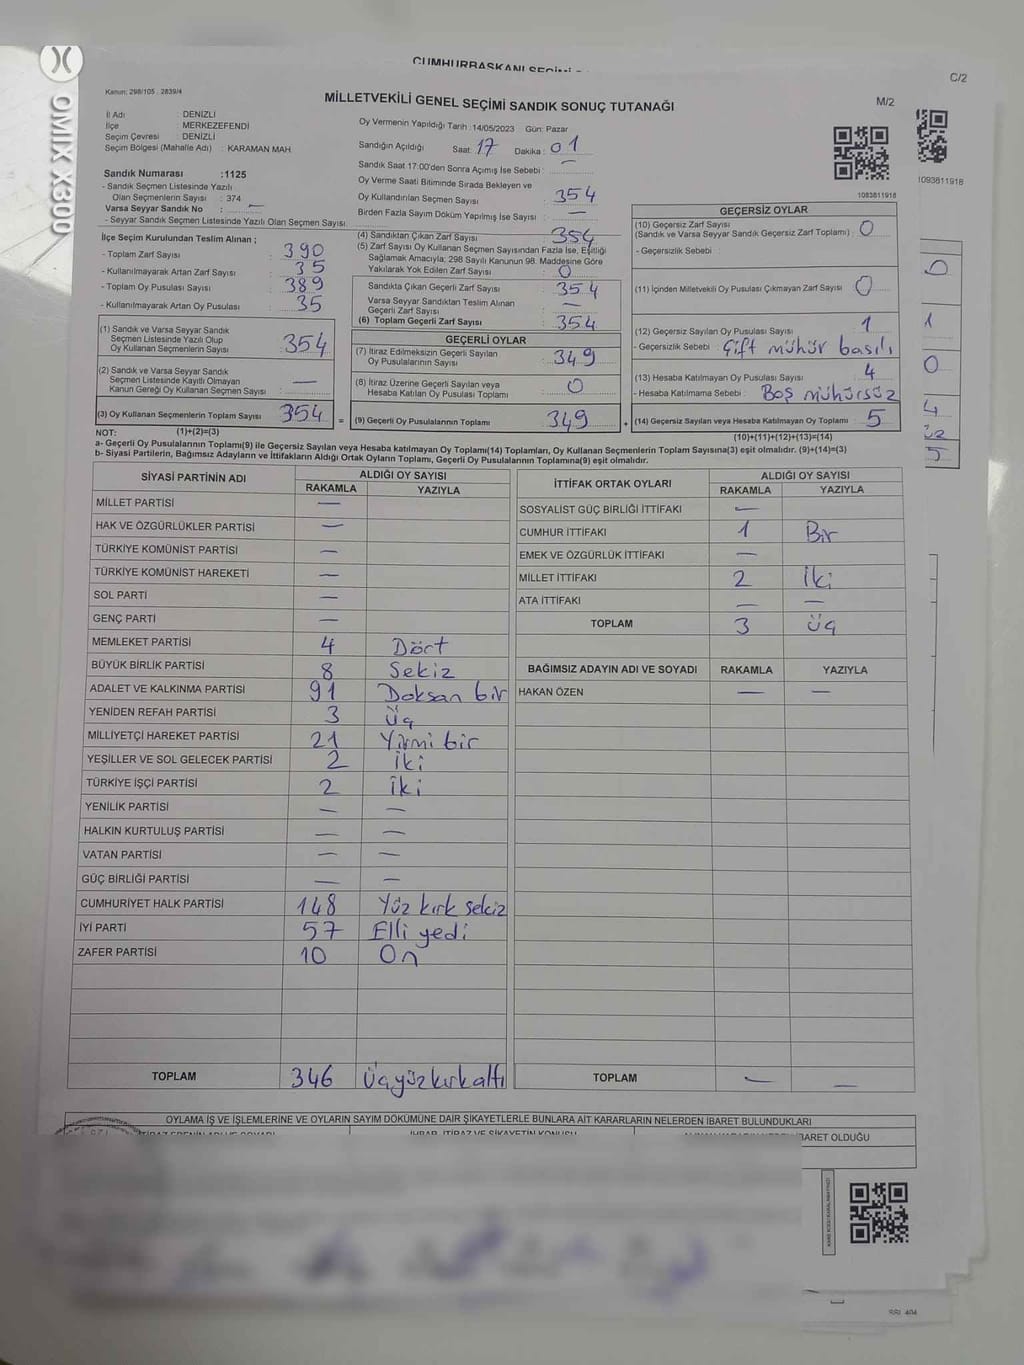 OMIX X300
CUMHURBAŞKANI
C/2
Kanun: 298/105 , 2839/4
MİLLETVEKİLİ GENEL SEÇİMİ SANDIK SONUÇ TUTANAĞI
M/2
İl Adı : DENİZLİ
İlçe : MERKEZEFENDİ
Seçim Çevresi : DENİZLİ
Seçim Bölgesi (Mahalle Adı) : KARAMAN MAH.
Oy Vermenin Yapıldığı Tarih : 14/05/2023 Gün: Pazar
Sandığın Açıldığı Saat: 17 Dakika : 01
Sandık Saat 17:00'den Sonra Açımış İse Sebebi : —
Sandık Numarası :1125
- Sandık Seçmen Listesinde Yazılı
Olan Seçmenlerin Sayısı : 374
Varsa Seyyar Sandık No : —
- Seyyar Sandık Seçmen Listesinde Yazılı Olan Seçmen Sayısı
Oy Verme Saati Bitiminde Sırada Bekleyen ve
Oy Kullandırılan Seçmen Sayısı : 354
Birden Fazla Sayım Döküm Yapılmış İse Sayısı : —
1083811918
1093811918
İlçe Seçim Kurulundan Teslim Alınan ;
- Toplam Zarf Sayısı : 390
- Kullanılmayarak Artan Zarf Sayısı : 35
- Toplam Oy Pusulası Sayısı : 389
- Kullanılmayarak Artan Oy Pusulası : 35
(4) Sandıktan Çıkan Zarf Sayısı : 354
(5) Zarf Sayısı Oy Kullanan Seçmen Sayısından Fazla İse, Eşitliği
Sağlamak Amacıyla; 298 Sayılı Kanunun 98. Maddesine Göre
Yakılarak Yok Edilen Zarf Sayısı : 0
Sandıkta Çıkan Geçerli Zarf Sayısı : 354
Varsa Seyyar Sandıktan Teslim Alınan
Geçerli Zarf Sayısı : —
(6) Toplam Geçerli Zarf Sayısı : 354
GEÇERSİZ OYLAR
(10) Geçersiz Zarf Sayısı
(Sandık ve Varsa Seyyar Sandık Geçersiz Zarf Toplamı) : 0
- Geçersizlik Sebebi :
(11) İçinden Milletvekili Oy Pusulası Çıkmayan Zarf Sayısı : 0
(12) Geçersiz Sayılan Oy Pusulası Sayısı : 1
- Geçersizlik Sebebi : Çift mühür basılı
(13) Hesaba Katılmayan Oy Pusulası Sayısı : 4
- Hesaba Katılmama Sebebi : Boş mühürsüz
(14) Geçersiz Sayılan veya Hesaba Katılmayan Oy Toplamı : 5
(10)+(11)+(12)+(13)=(14)
(1) Sandık ve Varsa Seyyar Sandık
Seçmen Listesinde Yazılı Olup
Oy Kullanan Seçmenlerin Sayısı : 354
(2) Sandık ve Varsa Seyyar Sandık
Seçmen Listesinde Kayıtlı Olmayan
Kanun Gereği Oy Kullanan Seçmen Sayısı : —
(3) Oy Kullanan Seçmenlerin Toplam Sayısı : 354 =
(1)+(2)=(3)
GEÇERLİ OYLAR
(7) İtiraz Edilmeksizin Geçerli Sayılan
Oy Pusulalarının Sayısı : 349
(8) İtiraz Üzerine Geçerli Sayılan veya
Hesaba Katılan Oy Pusulası Toplamı : 0
(9) Geçerli Oy Pusulalarının Toplamı : 349 +
NOT:
a- Geçerli Oy Pusulalarının Toplamı(9) ile Geçersiz Sayılan veya Hesaba katılmayan Oy Toplamı(14) Toplamları, Oy Kullanan Seçmenlerin Toplam Sayısına(3) eşit olmalıdır. (9)+(14)=(3)
b- Siyasi Partilerin, Bağımsız Adayların ve İttifakların Aldığı Ortak Oyların Toplamı, Geçerli Oy Pusulalarının Toplamına(9) eşit olmalıdır.
SİYASİ PARTİNİN ADI ALDIĞI OY SAYISI
RAKAMLA YAZIYLA
MİLLET PARTİSİ —
HAK VE ÖZGÜRLÜKLER PARTİSİ —
TÜRKİYE KOMÜNİST PARTİSİ —
TÜRKİYE KOMÜNİST HAREKETİ —
SOL PARTİ —
GENÇ PARTİ —
MEMLEKET PARTİSİ 4 Dört
BÜYÜK BİRLİK PARTİSİ 8 Sekiz
ADALET VE KALKINMA PARTİSİ 91 Doksan bir
YENİDEN REFAH PARTİSİ 3 Üç
MİLLİYETÇİ HAREKET PARTİSİ 21 Yirmi bir
YEŞİLLER VE SOL GELECEK PARTİSİ 2 İki
TÜRKİYE İŞÇİ PARTİSİ 2 İki
YENİLİK PARTİSİ — —
HALKIN KURTULUŞ PARTİSİ — —
VATAN PARTİSİ — —
GÜÇ BİRLİĞİ PARTİSİ — —
CUMHURİYET HALK PARTİSİ 148 Yüz kırk sekiz
İYİ PARTİ 57 Elli yedi
ZAFER PARTİSİ 10 On
TOPLAM 346 Üçyüzkırkaltı
İTTİFAK ORTAK OYLARI ALDIĞI OY SAYISI
RAKAMLA YAZIYLA
SOSYALİST GÜÇ BİRLİĞİ İTTİFAKI —
CUMHUR İTTİFAKI 1 Bir
EMEK VE ÖZGÜRLÜK İTTİFAKI —
MİLLET İTTİFAKI 2 İki
ATA İTTİFAKI — —
TOPLAM 3 Üç
BAĞIMSIZ ADAYIN ADI VE SOYADI RAKAMLA YAZIYLA
HAKAN ÖZEN — —
TOPLAM — —
0
1
0
4
5
OYLAMA İŞ VE İŞLEMLERİNE VE OYLARIN SAYIM DÖKÜMÜNE DAİR ŞİKAYETLERLE BUNLARA AİT KARARLARIN NELERDEN İBARET BULUNDUKLARI
İHBAR, İTİRAZ VE ŞİKAYETİN KONUSU
İBARET OLDUĞU